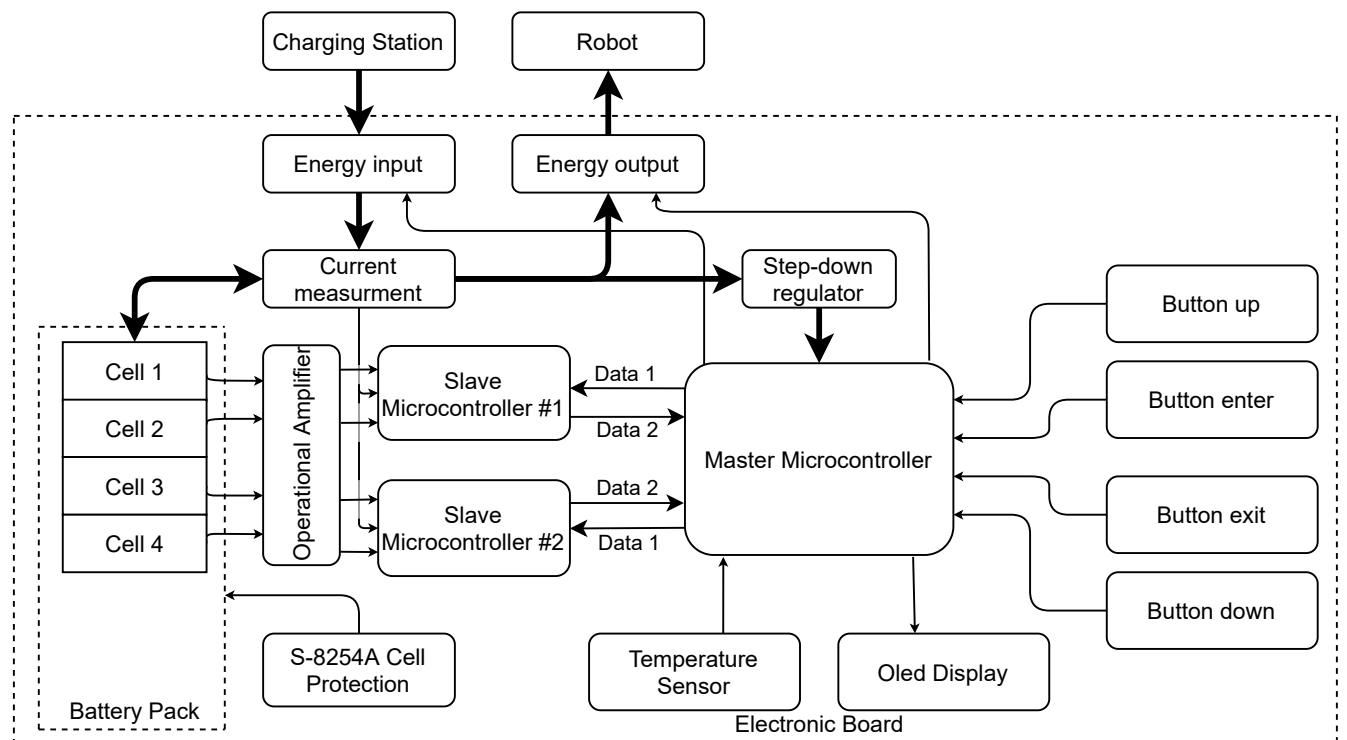 Charging Station
Robot
Energy input
Energy output
Current
measurment
Step-down
regulator
Button up
Cell 1
Cell 2
Cell 3
Cell 4
Operational Amplifier
Slave
Microcontroller #1
Data 1
Data 2
Master Microcontroller
Button enter
Slave
Microcontroller #2
Data 2
Data 1
Button exit
Button down
S-8254A Cell
Protection
Temperature
Sensor
Oled Display
Battery Pack
Electronic Board